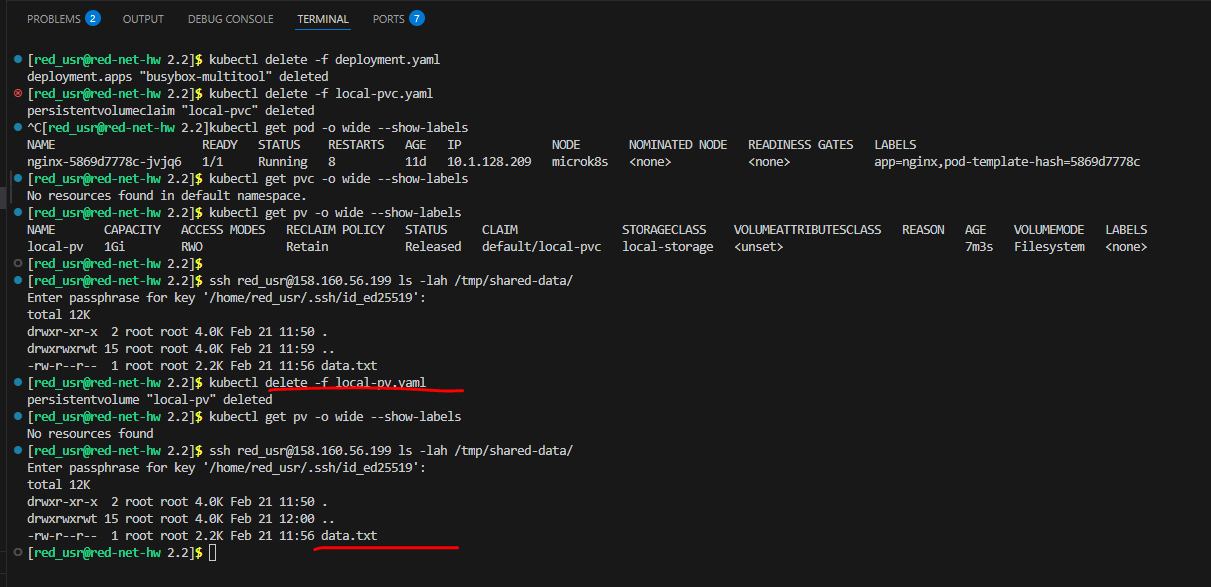 PROBLEMS 2 OUTPUT DEBUG CONSOLE TERMINAL PORTS 7
[red_usr@red-net-hw 2.2]$ kubectl delete -f deployment.yaml
deployment.apps "busybox-multitool" deleted
[red_usr@red-net-hw 2.2]$ kubectl delete -f local-pvc.yaml
persistentvolumeclaim "local-pvc" deleted
^C[red_usr@red-net-hw 2.2]kubectl get pod -o wide --show-labels
NAME READY STATUS RESTARTS AGE IP NODE NOMINATED NODE READINESS GATES LABELS
nginx-5869d7778c-jvjq6 1/1 Running 8 11d 10.1.128.209 microk8s <none> <none> app=nginx,pod-template-hash=5869d7778c
[red_usr@red-net-hw 2.2]$ kubectl get pvc -o wide --show-labels
No resources found in default namespace.
[red_usr@red-net-hw 2.2]$ kubectl get pv -o wide --show-labels
NAME CAPACITY ACCESS MODES RECLAIM POLICY STATUS CLAIM STORAGECLASS VOLUMEATTRIBUTESCLASS REASON AGE VOLUMEMODE LABELS
local-pv 1Gi RWO Retain Released default/local-pvc local-storage <unset> 7m3s Filesystem <none>
[red_usr@red-net-hw 2.2]$
[red_usr@red-net-hw 2.2]$ ssh red_usr@158.160.56.199 ls -lah /tmp/shared-data/
Enter passphrase for key '/home/red_usr/.ssh/id_ed25519':
total 12K
drwxr-xr-x 2 root root 4.0K Feb 21 11:50 .
drwxrwxrwt 15 root root 4.0K Feb 21 11:59 ..
-rw-r--r-- 1 root root 2.2K Feb 21 11:56 data.txt
[red_usr@red-net-hw 2.2]$ kubectl delete -f local-pv.yaml
persistentvolume "local-pv" deleted
[red_usr@red-net-hw 2.2]$ kubectl get pv -o wide --show-labels
No resources found
[red_usr@red-net-hw 2.2]$ ssh red_usr@158.160.56.199 ls -lah /tmp/shared-data/
Enter passphrase for key '/home/red_usr/.ssh/id_ed25519':
total 12K
drwxr-xr-x 2 root root 4.0K Feb 21 11:50 .
drwxrwxrwt 15 root root 4.0K Feb 21 12:00 ..
-rw-r--r-- 1 root root 2.2K Feb 21 11:56 data.txt
[red_usr@red-net-hw 2.2]$